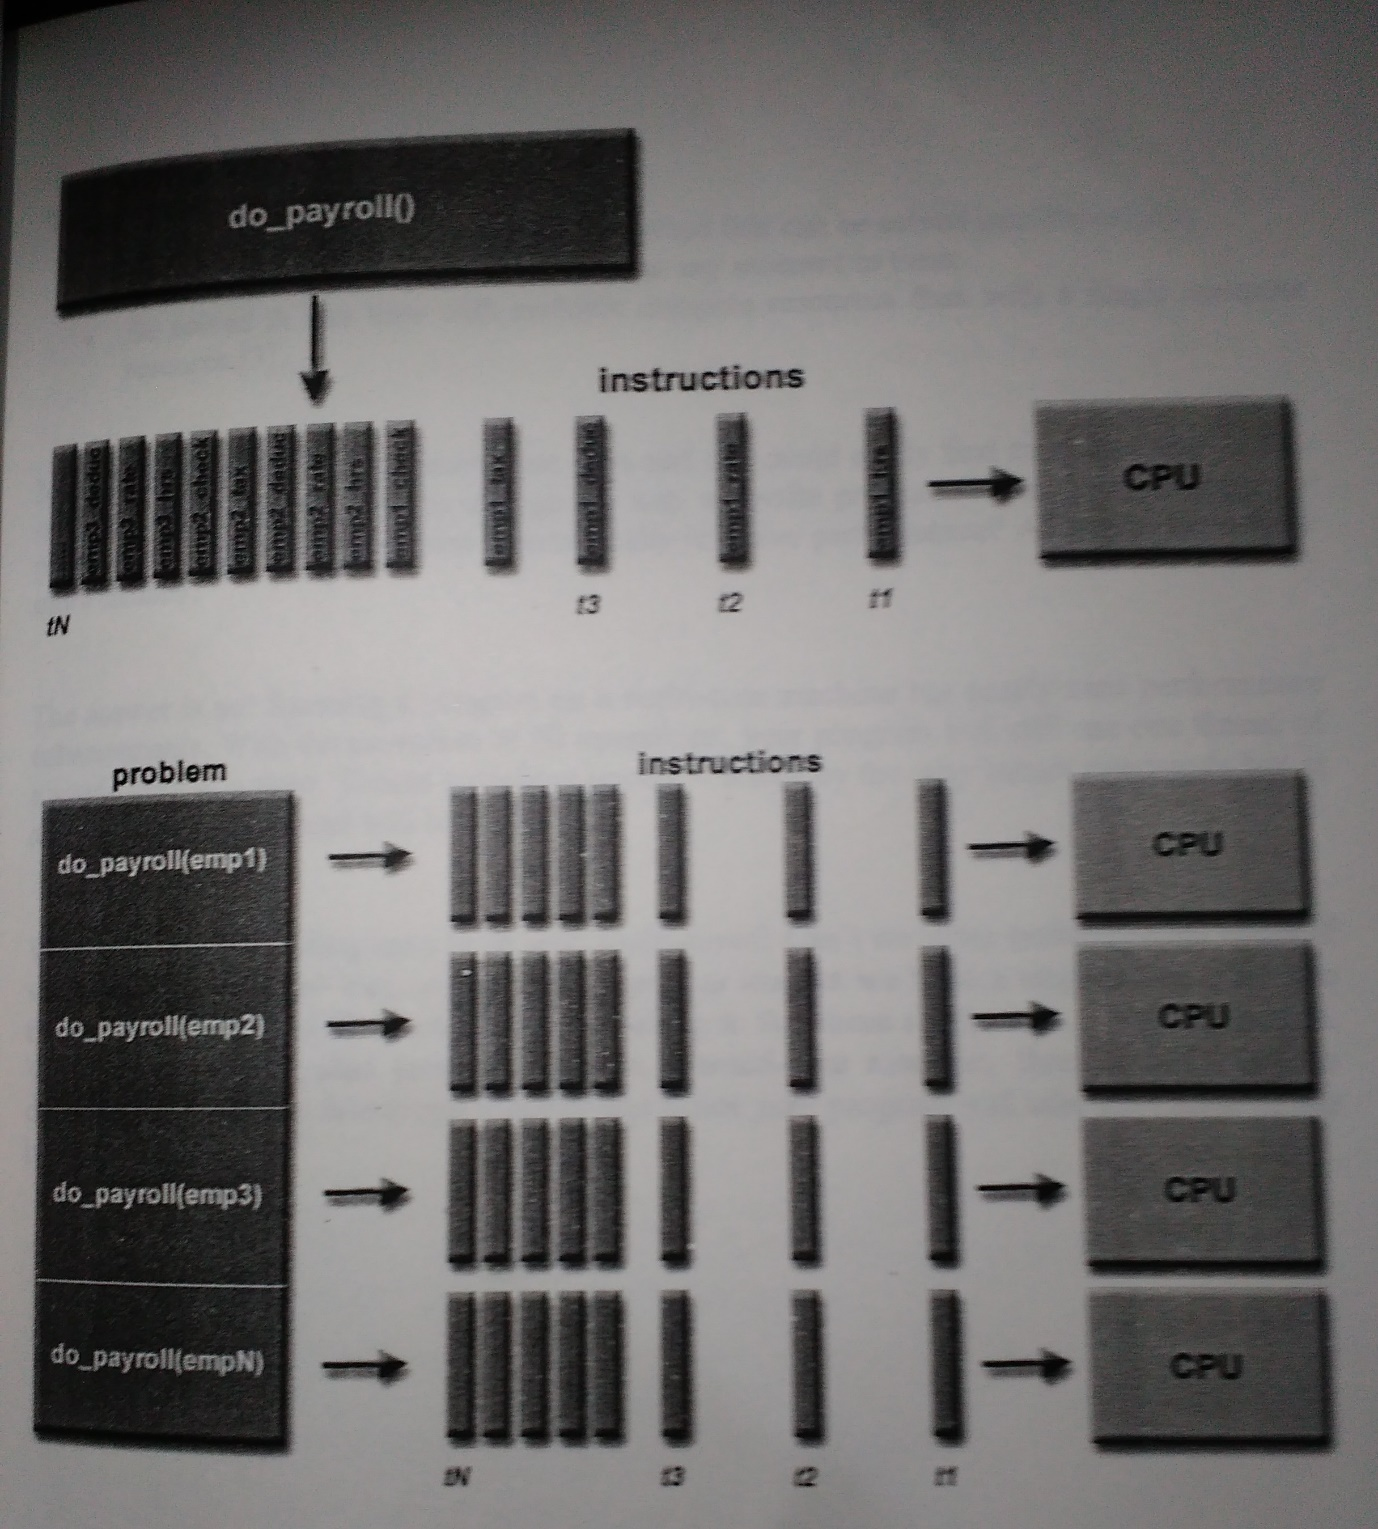 do_payroll()
instructions
emp3_deduc
emp3_rate
emp3_hrs
emp2_check
emp2_tax
emp2_deduc
emp2_rate
emp2_hrs
emp1_check
emp1_tax
emp1_deduc
emp1_rate
emp1_hrs
CPU
tN
t3
t2
t1
problem
instructions
do_payroll(emp1)
CPU
do_payroll(emp2)
CPU
do_payroll(emp3)
CPU
do_payroll(empN)
CPU
tN
t3
t2
t1